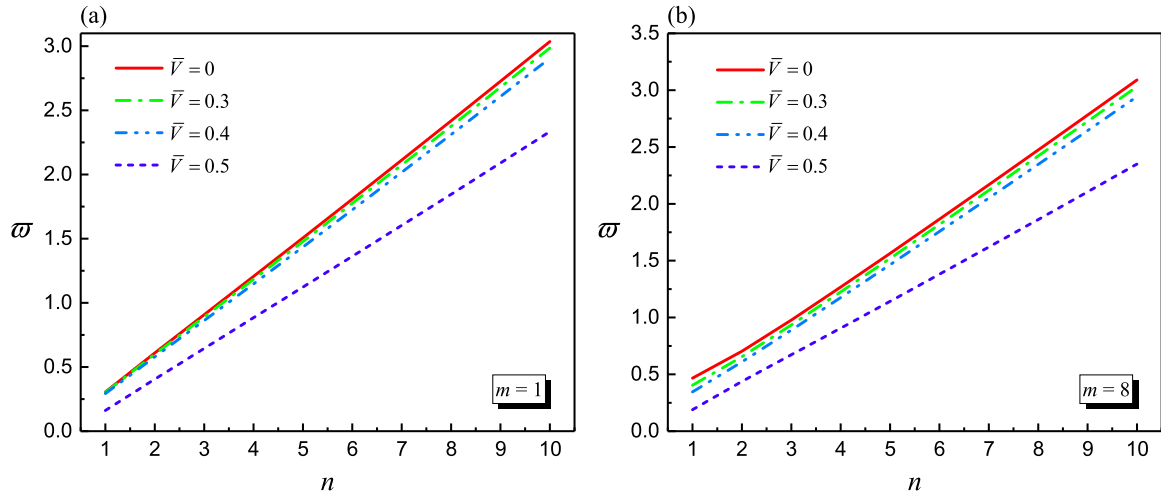 (a)
3.0
2.5
2.0
1.5
1.0
0.5
0.0
ϖ
V̅ = 0
V̅ = 0.3
V̅ = 0.4
V̅ = 0.5
m = 1
1 2 3 4 5 6 7 8 9 10
n
(b)
3.5
3.0
2.5
2.0
1.5
1.0
0.5
0.0
ϖ
V̅ = 0
V̅ = 0.3
V̅ = 0.4
V̅ = 0.5
m = 8
1 2 3 4 5 6 7 8 9 10
n